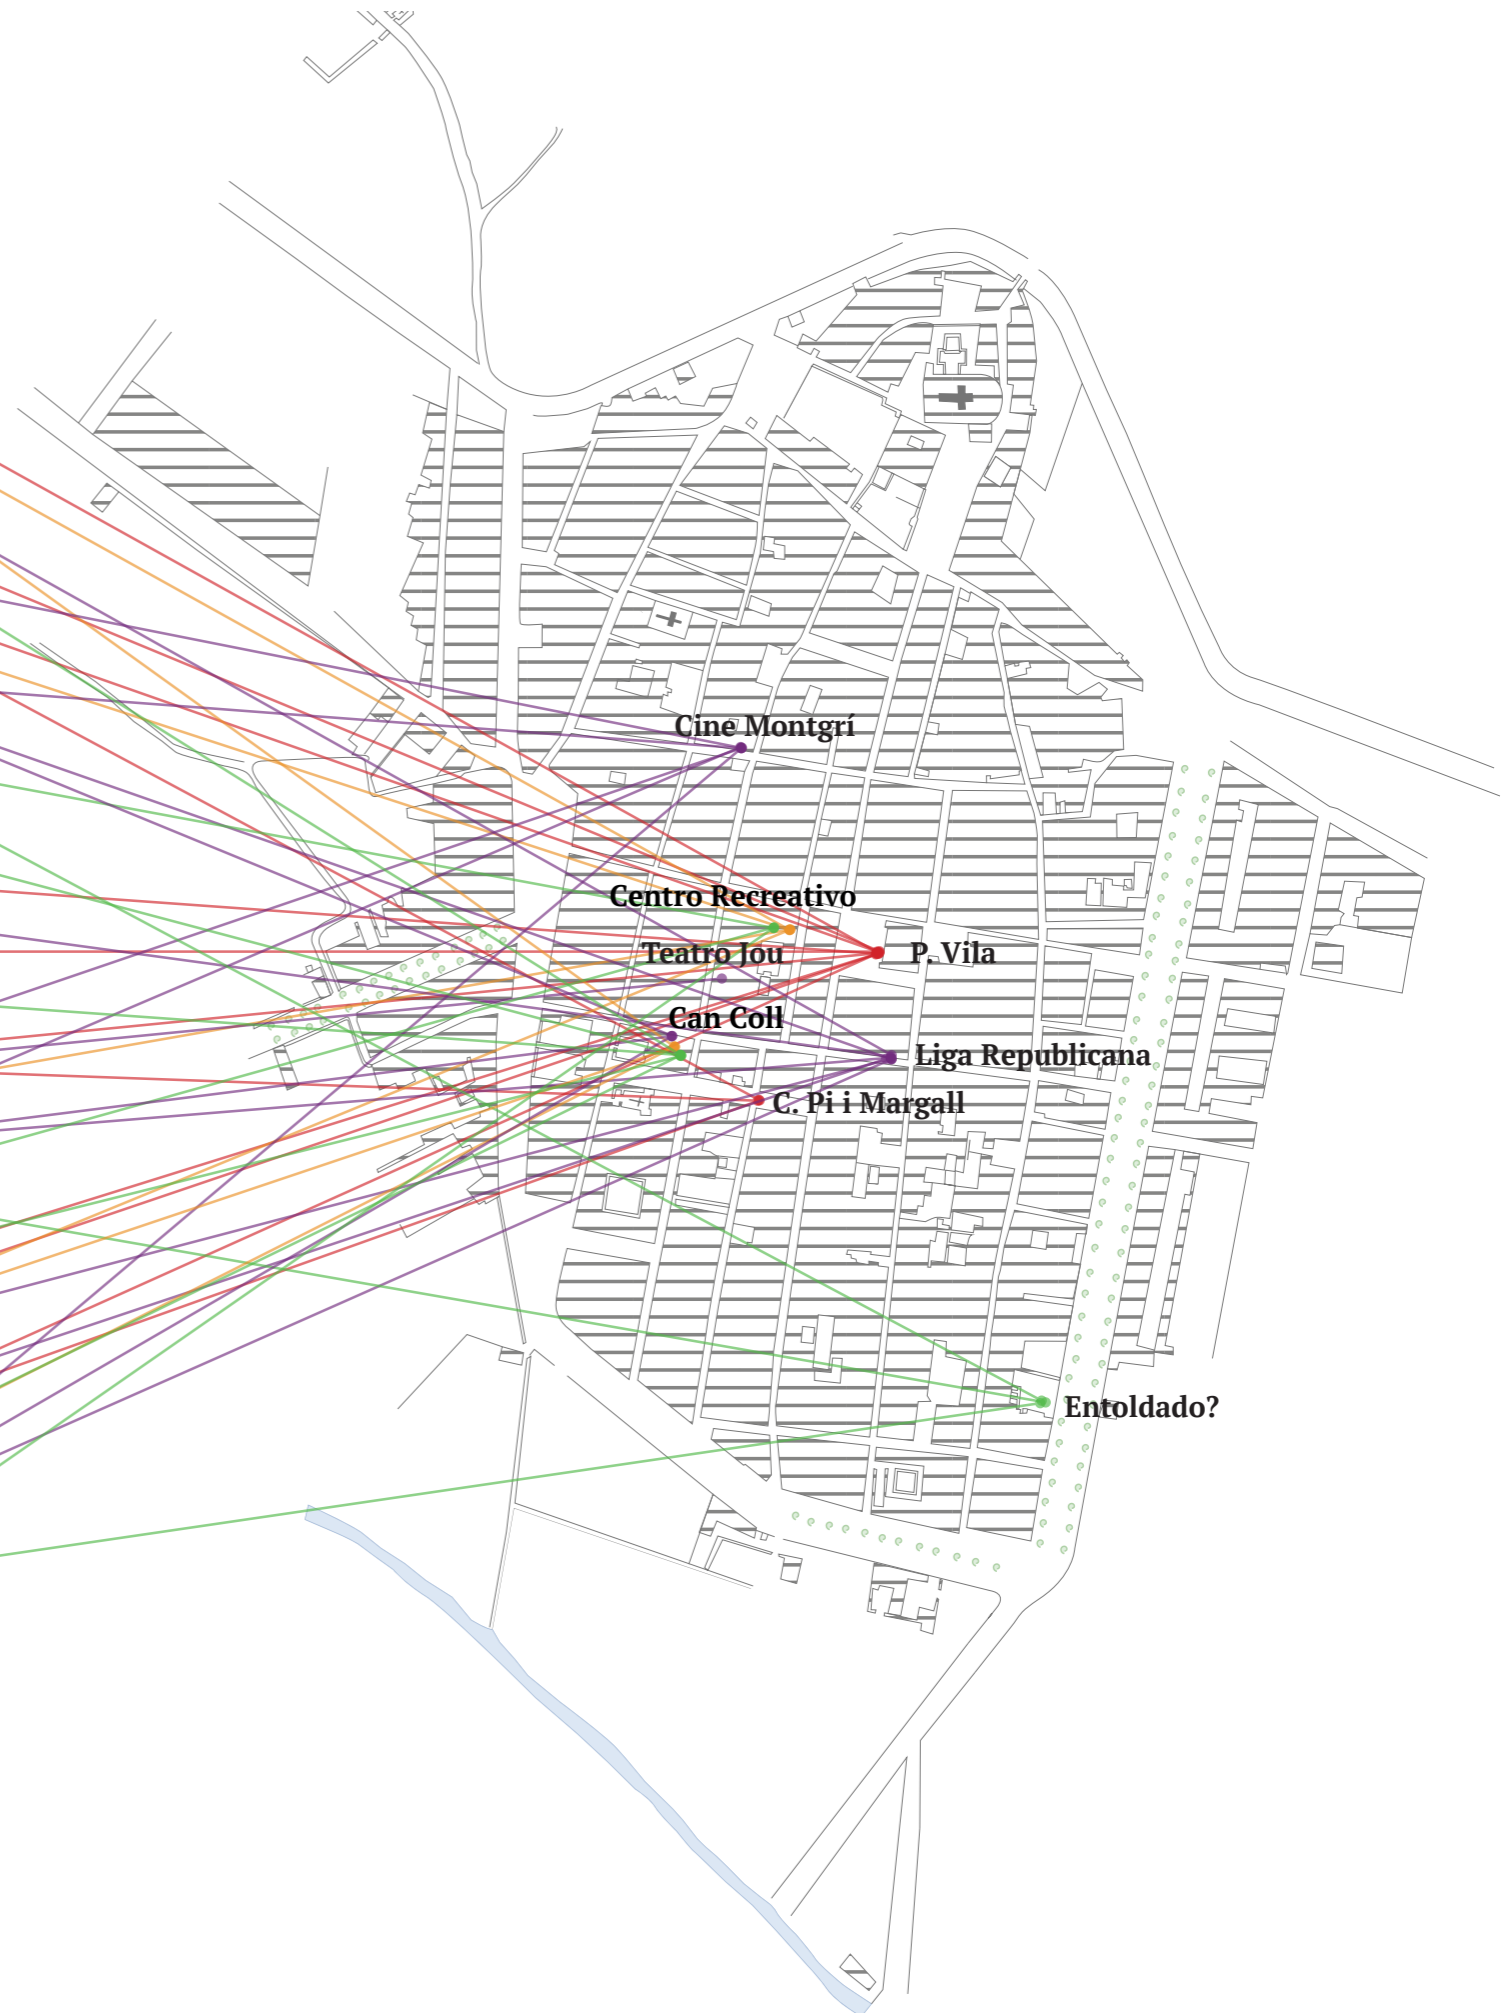 Cine Montgrí
Centro Recreativo
Teatro Jou
P. Vila
Can Coll
Liga Republicana
C. Pi i Margall
Entoldado?